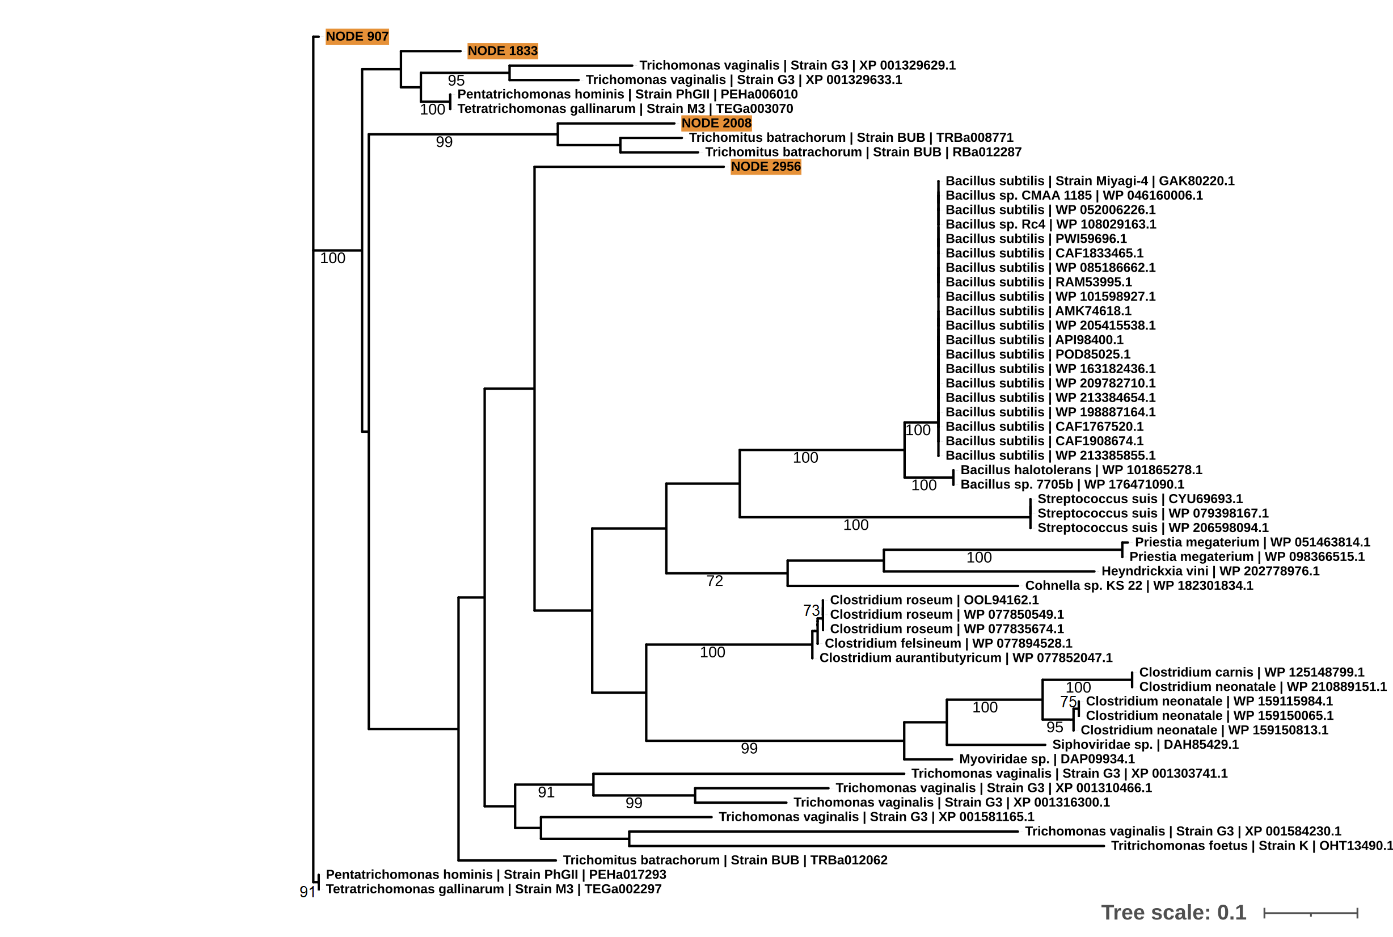 NODE 907
NODE 1833
Trichomonas vaginalis | Strain G3 | XP 001329629.1
Trichomonas vaginalis | Strain G3 | XP 001329633.1
95
Pentatrichomonas hominis | Strain PhGII | PEHa006010
Tetratrichomonas gallinarum | Strain M3 | TEGa003070
100
NODE 2008
Trichomitus batrachorum | Strain BUB | TRBa008771
99
Trichomitus batrachorum | Strain BUB | RBa012287
NODE 2956
Bacillus subtilis | Strain Miyagi-4 | GAK80220.1
Bacillus sp. CMAA 1185 | WP 046160006.1
Bacillus subtilis | WP 052006226.1
Bacillus sp. Rc4 | WP 108029163.1
Bacillus subtilis | PWI59696.1
Bacillus subtilis | CAF1833465.1
100
Bacillus subtilis | WP 085186662.1
Bacillus subtilis | RAM53995.1
Bacillus subtilis | WP 101598927.1
Bacillus subtilis | AMK74618.1
Bacillus subtilis | WP 205415538.1
Bacillus subtilis | API98400.1
Bacillus subtilis | POD85025.1
Bacillus subtilis | WP 163182436.1
Bacillus subtilis | WP 209782710.1
Bacillus subtilis | WP 213384654.1
Bacillus subtilis | WP 198887164.1
Bacillus subtilis | CAF1767520.1
100
Bacillus subtilis | CAF1908674.1
Bacillus subtilis | WP 213385855.1
100
Bacillus halotolerans | WP 101865278.1
Bacillus sp. 7705b | WP 176471090.1
100
Streptococcus suis | CYU69693.1
Streptococcus suis | WP 079398167.1
100
Streptococcus suis | WP 206598094.1
Priestia megaterium | WP 051463814.1
Priestia megaterium | WP 098366515.1
100
Heyndrickxia vini | WP 202778976.1
72
Cohnella sp. KS 22 | WP 182301834.1
Clostridium roseum | OOL94162.1
73
Clostridium roseum | WP 077850549.1
Clostridium roseum | WP 077835674.1
Clostridium felsineum | WP 077894528.1
100
Clostridium aurantibutyricum | WP 077852047.1
Clostridium carnis | WP 125148799.1
100
Clostridium neonatale | WP 210889151.1
75
Clostridium neonatale | WP 159115984.1
100
Clostridium neonatale | WP 159150065.1
95
Clostridium neonatale | WP 159150813.1
Siphoviridae sp. | DAH85429.1
99
Myoviridae sp. | DAP09934.1
Trichomonas vaginalis | Strain G3 | XP 001303741.1
Trichomonas vaginalis | Strain G3 | XP 001310466.1
91
99
Trichomonas vaginalis | Strain G3 | XP 001316300.1
Trichomonas vaginalis | Strain G3 | XP 001581165.1
Trichomonas vaginalis | Strain G3 | XP 001584230.1
Tritrichomonas foetus | Strain K | OHT13490.1
Trichomitus batrachorum | Strain BUB | TRBa012062
Pentatrichomonas hominis | Strain PhGII | PEHa017293
91
Tetratrichomonas gallinarum | Strain M3 | TEGa002297
Tree scale: 0.1